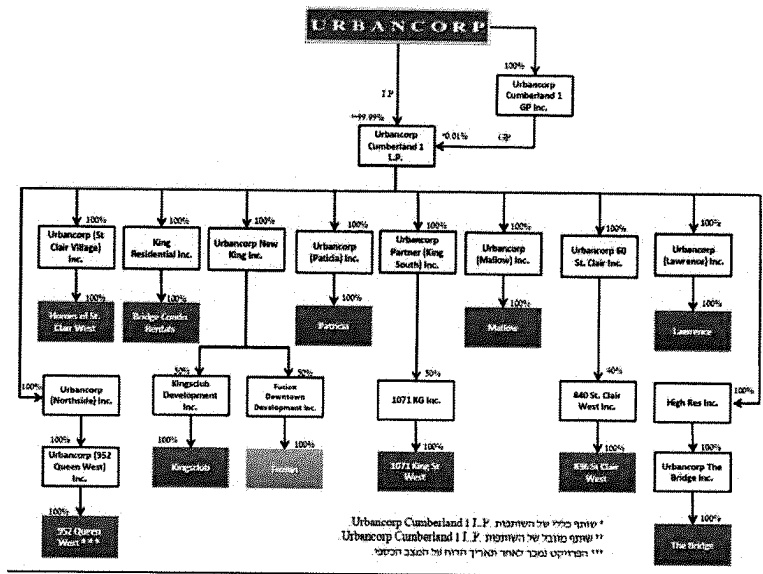 URBANCORP
100%
Urbancorp
Cumberland 1
GP Inc.
LP
**99.99%
*0.01%
GP
Urbancorp
Cumberland 1
L.P.
100%
100%
100%
100%
100%
100%
100%
100%
Urbancorp (St
Clair Village)
Inc.
King
Residential Inc.
Urbancorp New
King Inc.
Urbancorp
(Patricia) Inc.
Urbancorp
Partner (King
South) Inc.
Urbancorp
(Mallow) Inc.
Urbancorp 60
St. Clair Inc.
Urbancorp
(Lawrence) Inc.
100%
100%
100%
100%
100%
Homes of St.
Clair West
Bridge Condo
Rentals
Patricia
Mallow
Lawrence
100%
50%
50%
50%
40%
100%
Urbancorp
(Northside) Inc.
Kingsclub
Development
Inc.
Fusion
Downtown
Development Inc.
1071 KG Inc.
840 St. Clair
West Inc.
High Res Inc.
100%
100%
100%
100%
100%
100%
Urbancorp (952
Queen West)
Inc.
Kingsclub
Fusion
1071 King St
West
836 St Clair
West
Urbancorp The
Bridge Inc.
100%
100%
952 Queen
West***
The Bridge
* שותף כללי של השותפות Urbancorp Cumberland 1 L.P.
** שותף מוגבל של השותפות Urbancorp Cumberland 1 L.P.
*** הפרויקט נמכר לאחר תאריך הדוח על המצב הכספי.